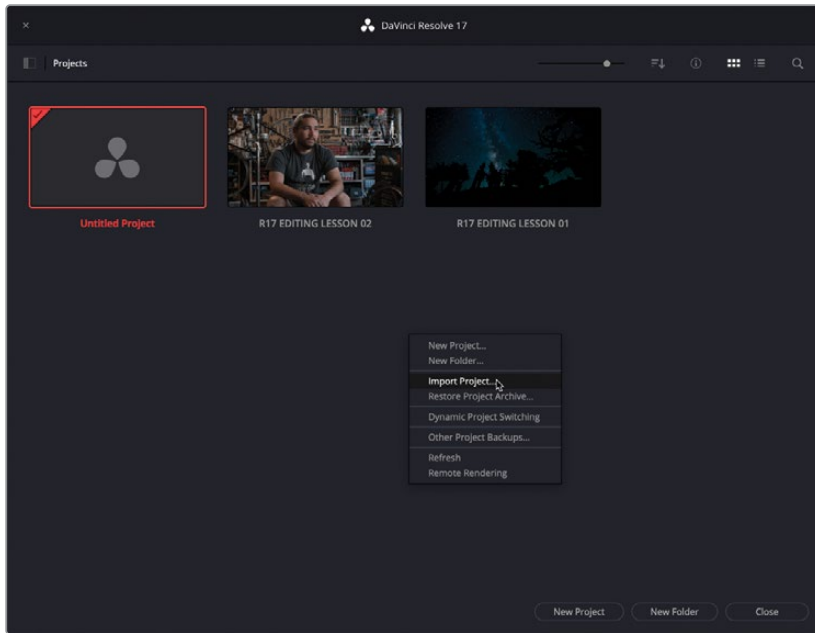 DaVinci Resolve 17
Projects
Untitled Project
R17 EDITING LESSON 02
R17 EDITING LESSON 01
New Project...
New Folder...
Import Project...
Restore Project Archive...
Dynamic Project Switching
Other Project Backups...
Refresh
Remote Rendering
New Project
New Folder
Close